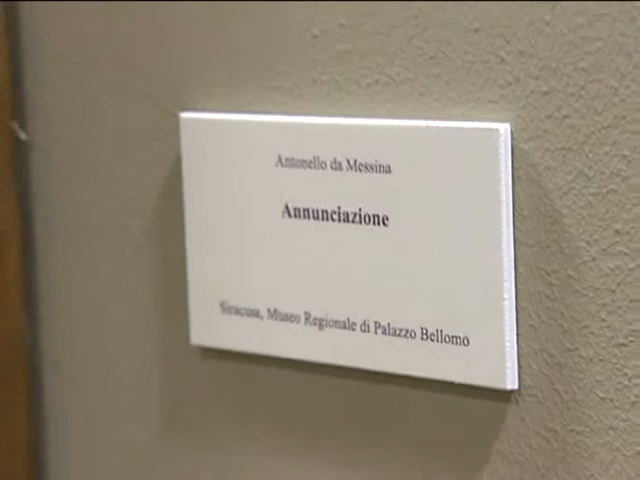 Antonello da Messina
Annunciazione
Siracusa, Museo Regionale di Palazzo Bellomo